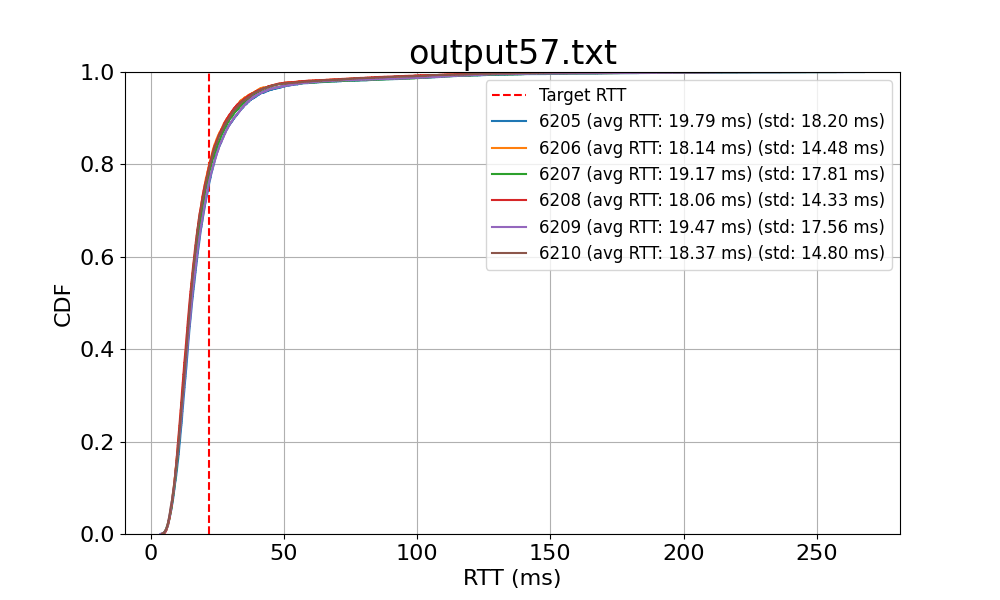 output57.txt
1.0
0.8
0.6
0.4
0.2
0.0
CDF
Target RTT
6205 (avg RTT: 19.79 ms) (std: 18.20 ms)
6206 (avg RTT: 18.14 ms) (std: 14.48 ms)
6207 (avg RTT: 19.17 ms) (std: 17.81 ms)
6208 (avg RTT: 18.06 ms) (std: 14.33 ms)
6209 (avg RTT: 19.47 ms) (std: 17.56 ms)
6210 (avg RTT: 18.37 ms) (std: 14.80 ms)
0 50 100 150 200 250
RTT (ms)